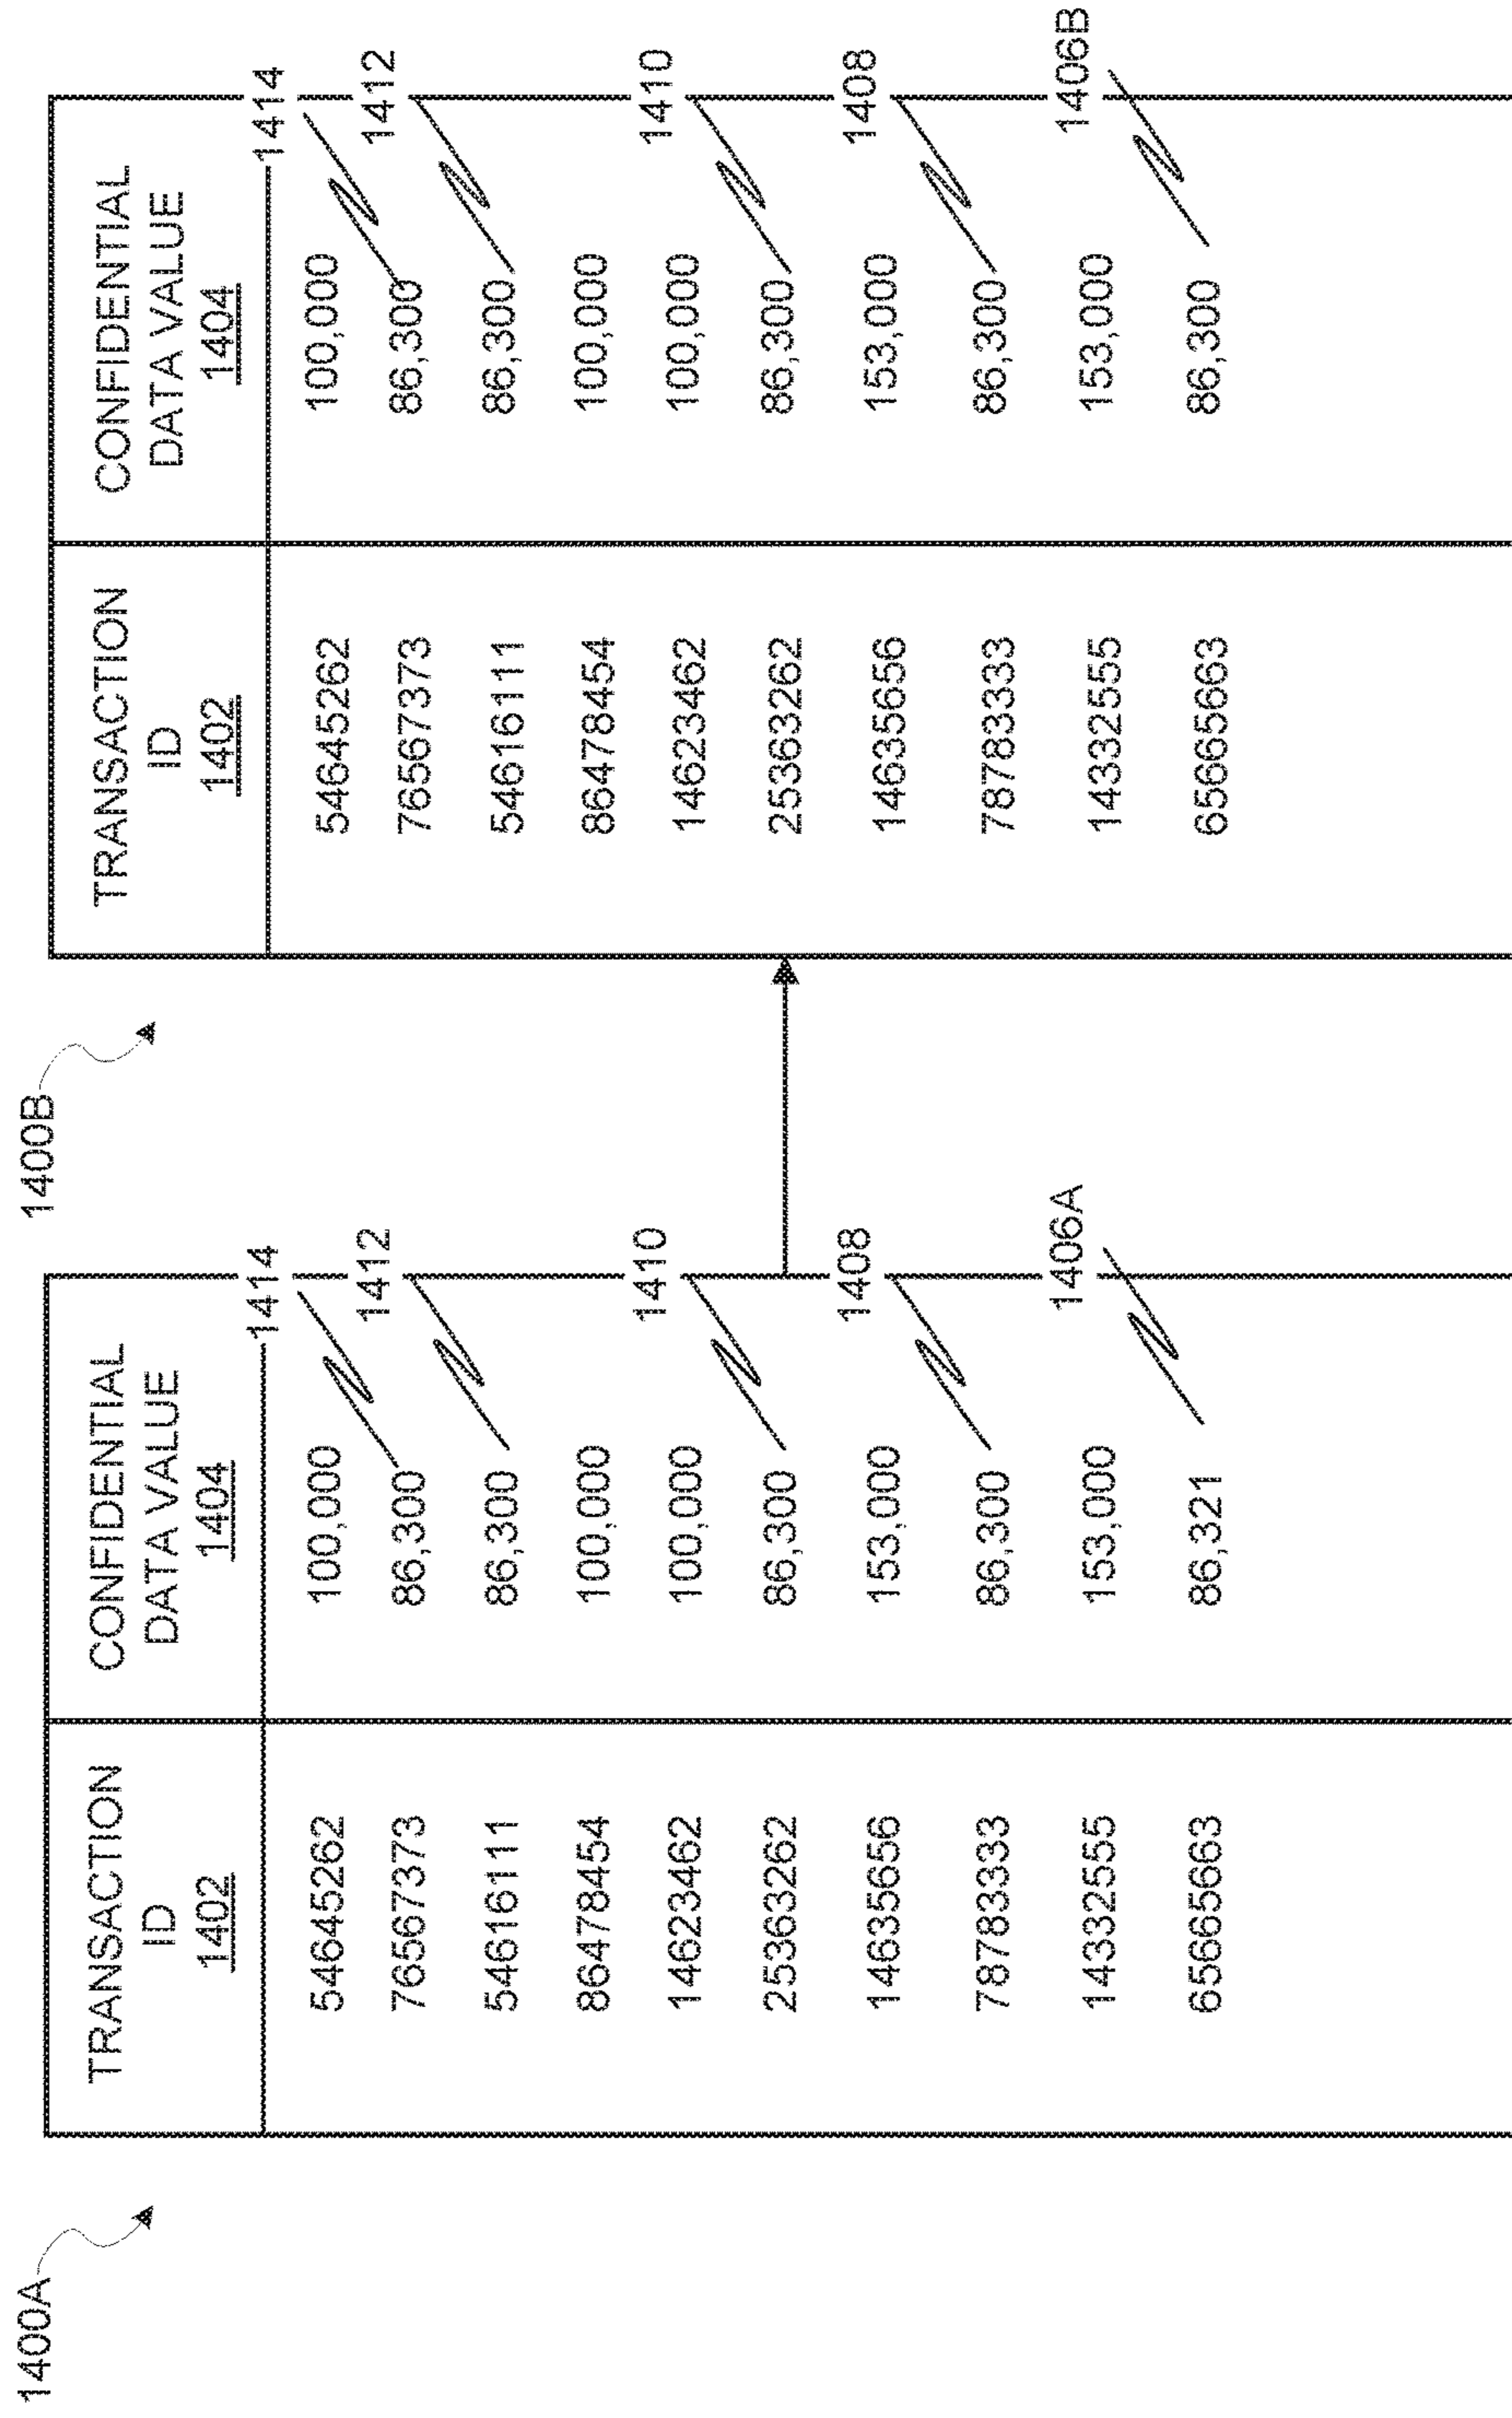 1400A
TRANSACTION
ID
1402
CONFIDENTIAL
DATA VALUE
1404
1414
54645262 100,000
76567373 86,300
1412
54616111 86,300
86478454 100,000
14623462 100,000
1410
25363262 86,300
14635656 153,000
1408
78783333 86,300
14332555 153,000
1406A
65665663 86,321
1400B
TRANSACTION
ID
1402
CONFIDENTIAL
DATA VALUE
1404
1414
54645262 100,000
76567373 86,300
1412
54616111 86,300
86478454 100,000
14623462 100,000
1410
25363262 86,300
14635656 153,000
1408
78783333 86,300
14332555 153,000
1406B
65665663 86,300